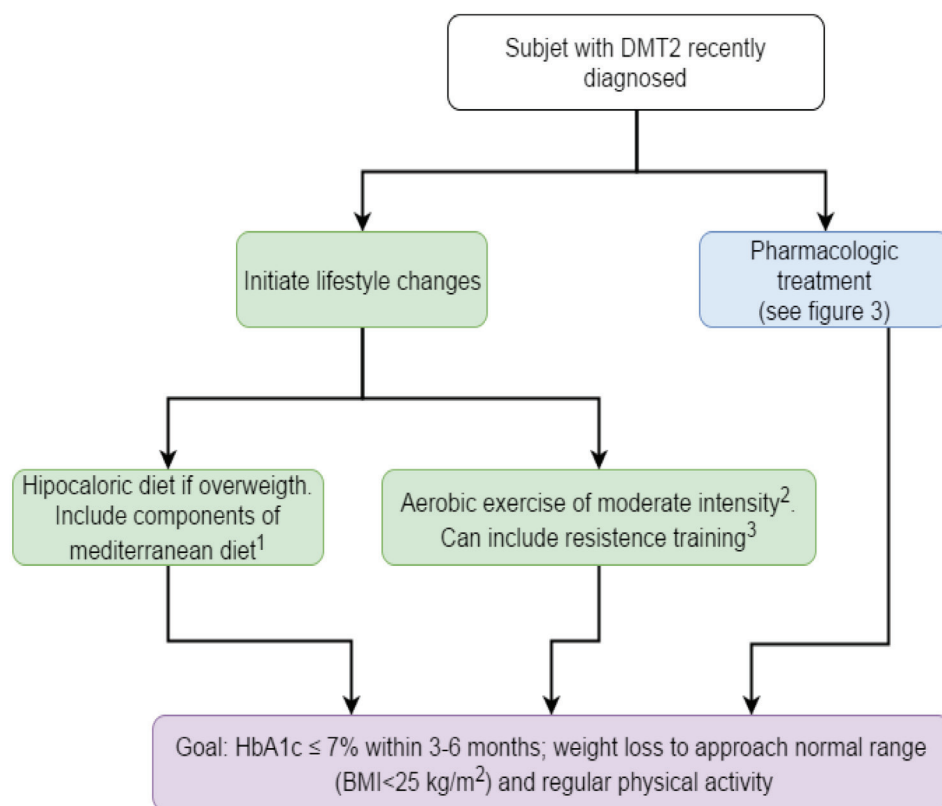 Subjet with DMT2 recently
diagnosed
Initiate lifestyle changes
Pharmacologic
treatment
(see figure 3)
Hipocaloric diet if overweigth.
Include components of
mediterranean diet¹
Aerobic exercise of moderate intensity².
Can include resistence training³
Goal: HbA1c ≤ 7% within 3-6 months; weight loss to approach normal range
(BMI<25 kg/m²) and regular physical activity